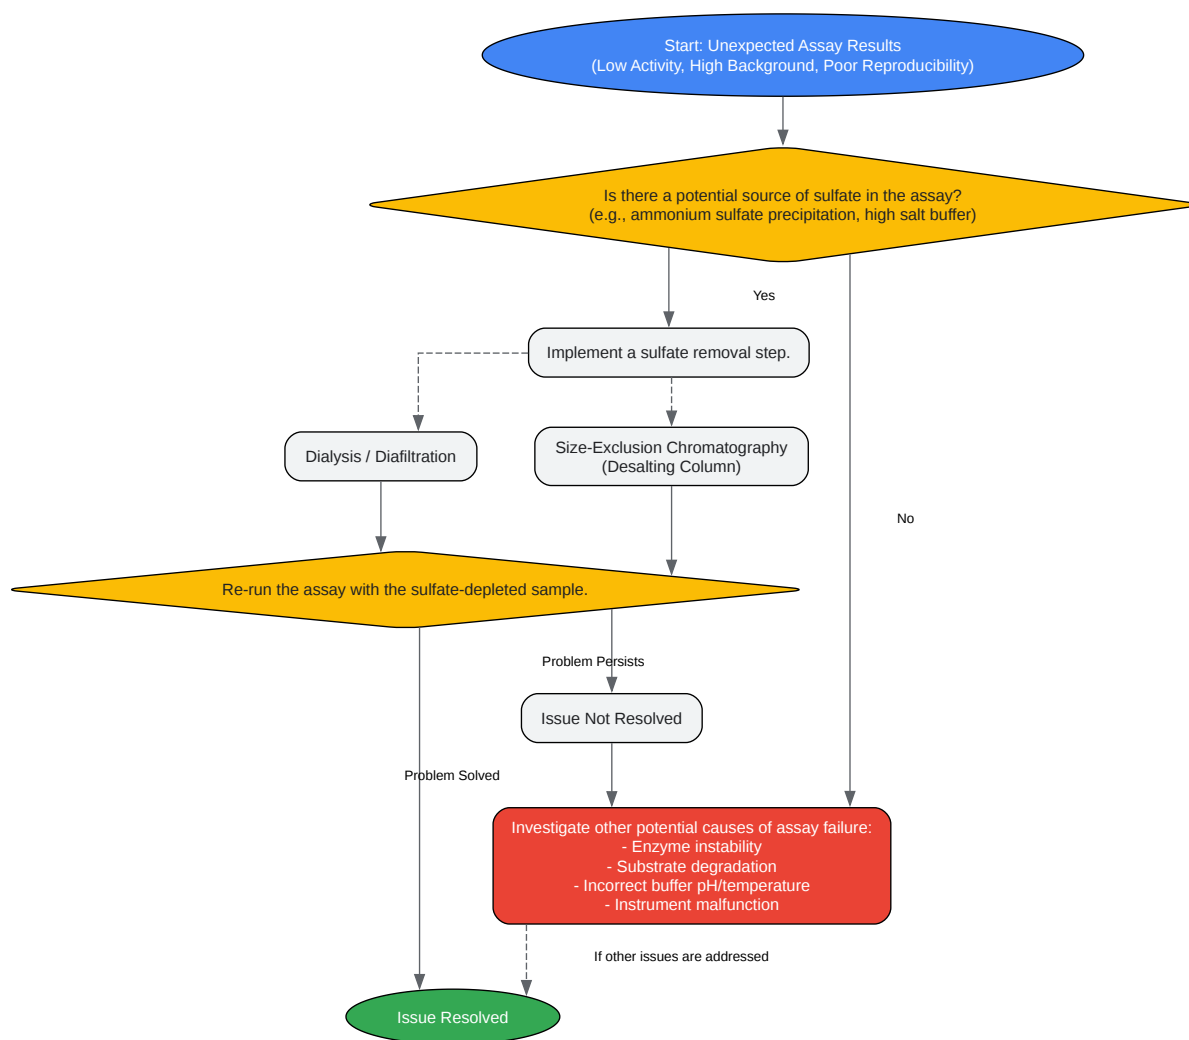 Start: Unexpected Assay Results
(Low Activity, High Background, Poor Reproducibility)
Is there a potential source of sulfate in the assay?
(e.g., ammonium sulfate precipitation, high salt buffer)
Yes
Implement a sulfate removal step.
Dialysis / Diafiltration
Size-Exclusion Chromatography
(Desalting Column)
No
Re-run the assay with the sulfate-depleted sample.
Problem Persists
Issue Not Resolved
Problem Solved
Investigate other potential causes of assay failure:
- Enzyme instability
- Substrate degradation
- Incorrect buffer pH/temperature
- Instrument malfunction
If other issues are addressed
Issue Resolved